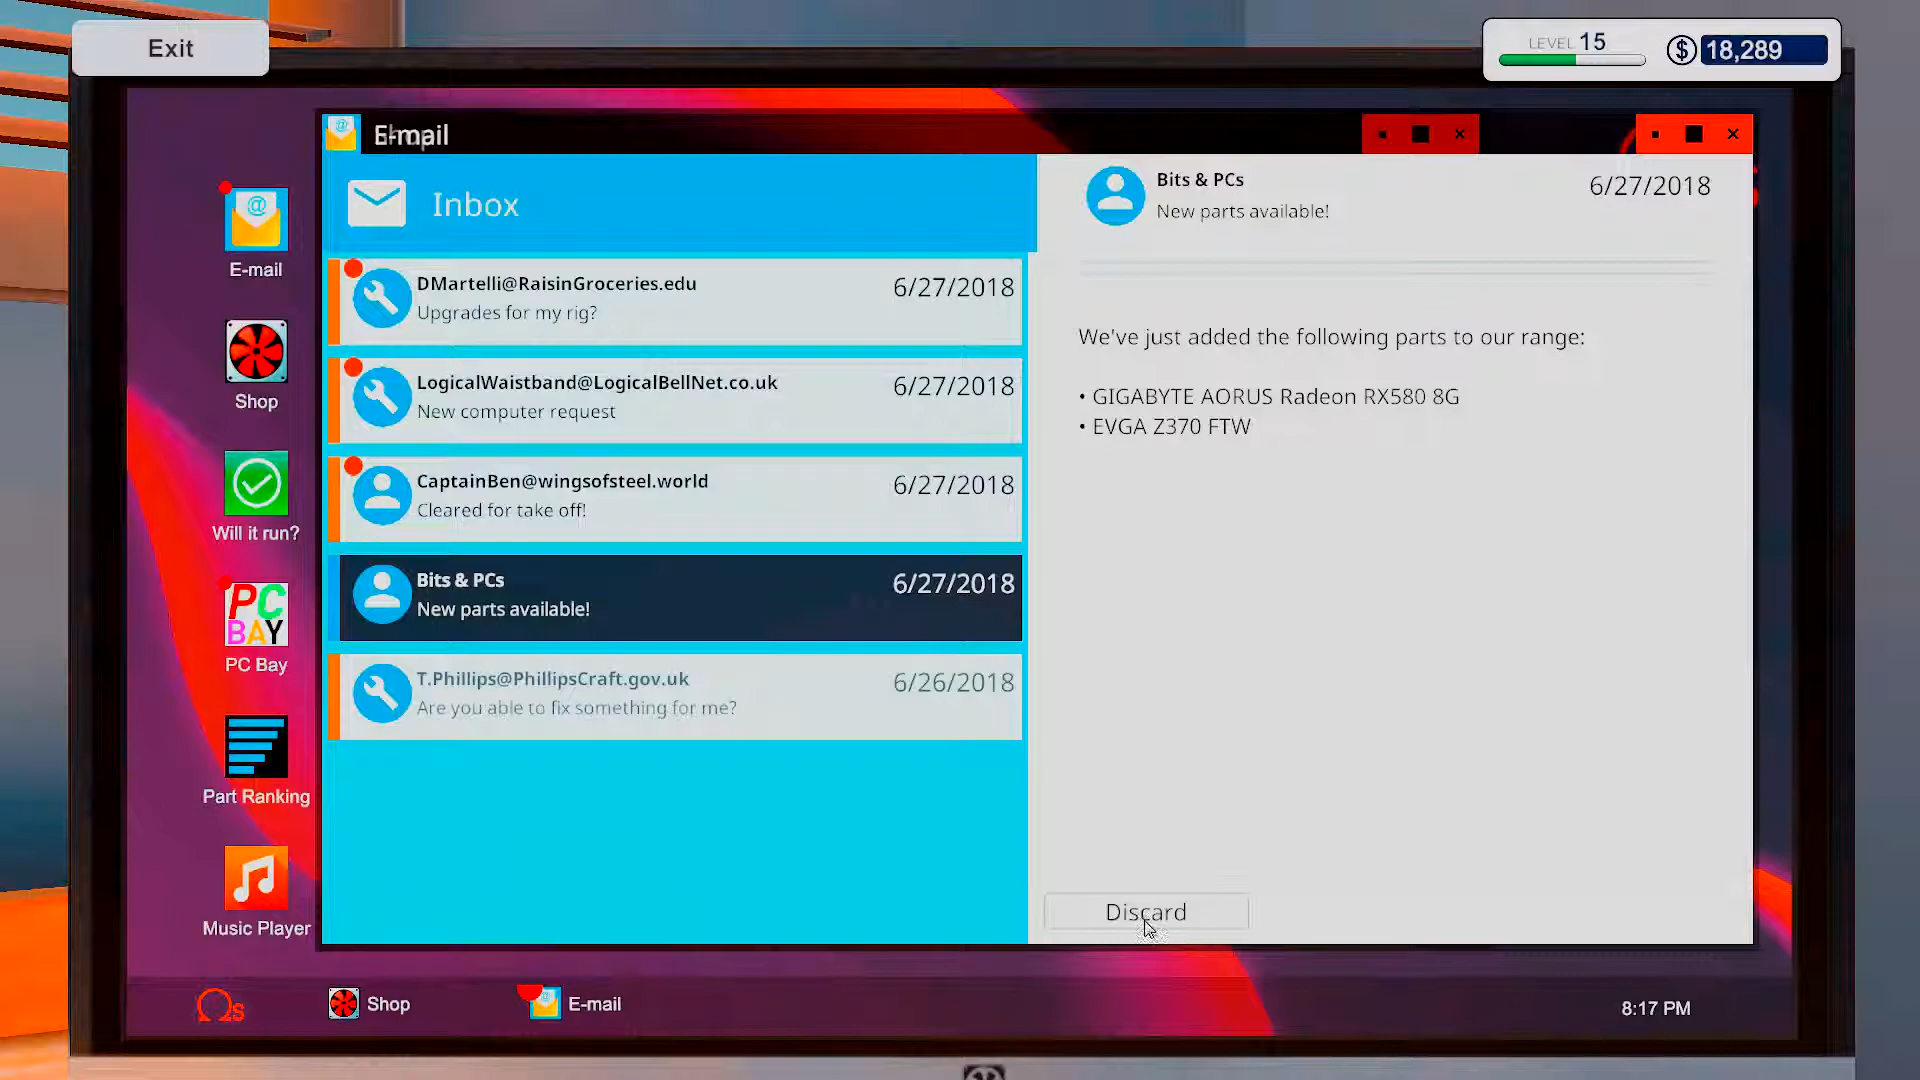 Exit
LEVEL 15
$ 18,289
E-mail
Inbox
DMartelli@RaisinGroceries.edu
6/27/2018
Upgrades for my rig?
LogicalWaistband@LogicalBellNet.co.uk
6/27/2018
New computer request
CaptainBen@wingsofsteel.world
6/27/2018
Cleared for take off!
Bits & PCs
6/27/2018
New parts available!
T.Phillips@PhillipsCraft.gov.uk
6/26/2018
Are you able to fix something for me?
Bits & PCs
6/27/2018
New parts available!
We've just added the following parts to our range:
• GIGABYTE AORUS Radeon RX580 8G
• EVGA Z370 FTW
Discard
E-mail
Shop
Will it run?
PC
BAY
PC Bay
Part Ranking
Music Player
Ωs
Shop
E-mail
8:17 PM